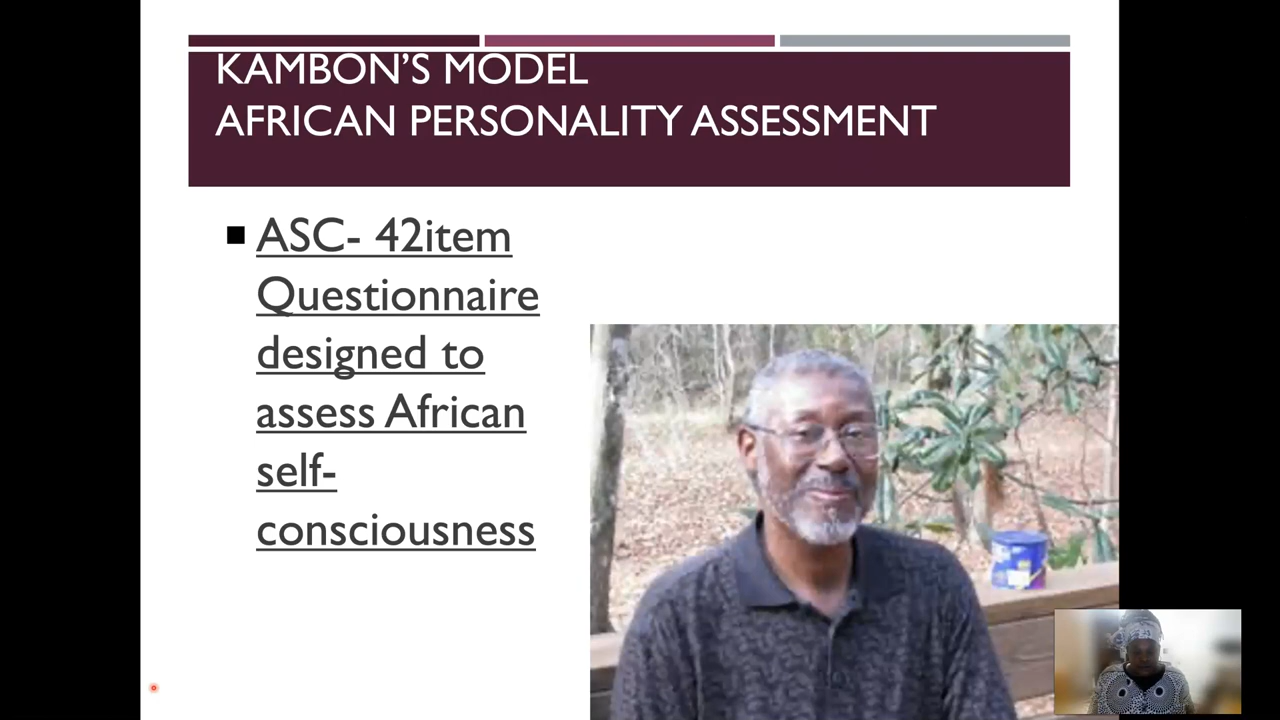 KAMBON’S MODEL
AFRICAN PERSONALITY ASSESSMENT
ASC- 42item
Questionnaire
designed to
assess African
self-
consciousness